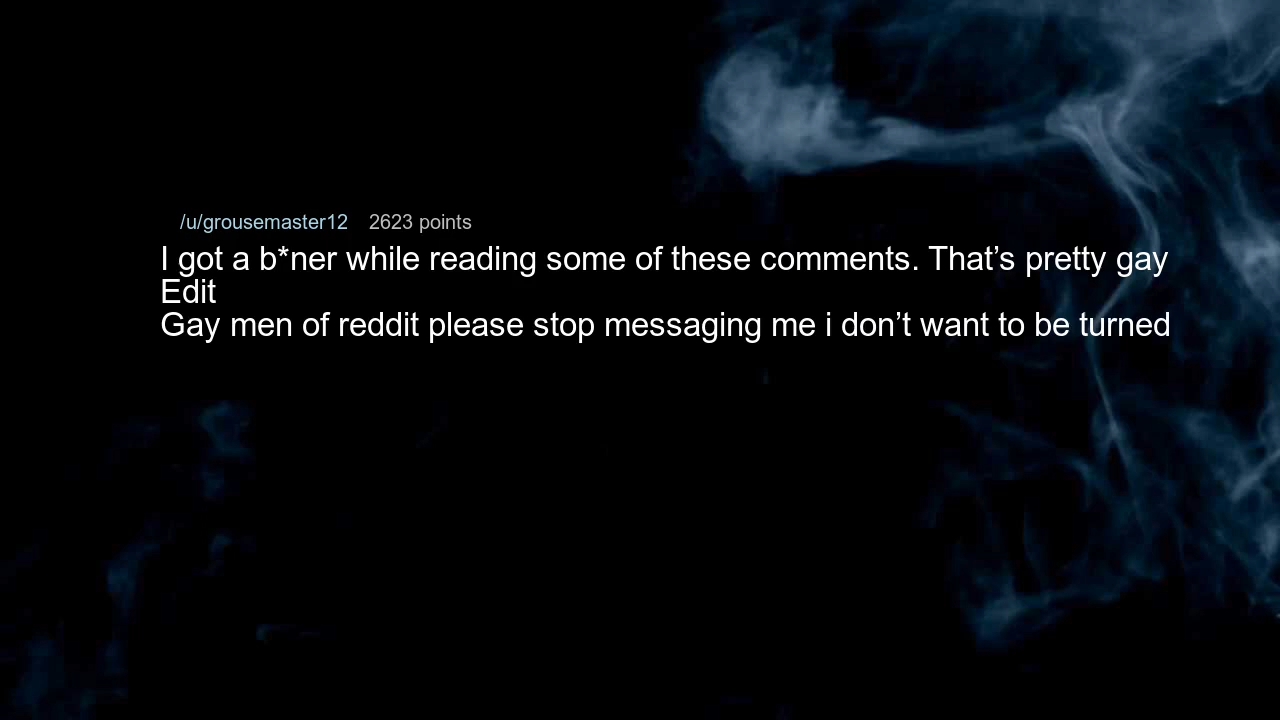 /u/grousemaster12 2623 points
I got a b*ner while reading some of these comments. That’s pretty gay
Edit
Gay men of reddit please stop messaging me i don’t want to be turned